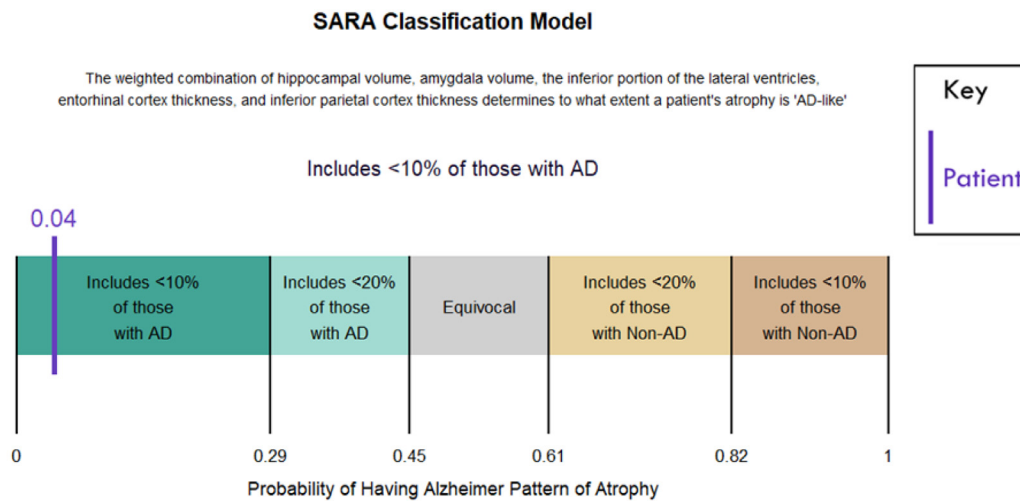 SARA Classification Model
The weighted combination of hippocampal volume, amygdala volume, the inferior portion of the lateral ventricles,
entorhinal cortex thickness, and inferior parietal cortex thickness determines to what extent a patient's atrophy is 'AD-like'
Key
Patient
Includes <10% of those with AD
0.04
Includes <10%
of those
with AD
Includes <20%
of those
with AD
Equivocal
Includes <20%
of those
with Non-AD
Includes <10%
of those
with Non-AD
0
0.29
0.45
0.61
0.82
1
Probability of Having Alzheimer Pattern of Atrophy